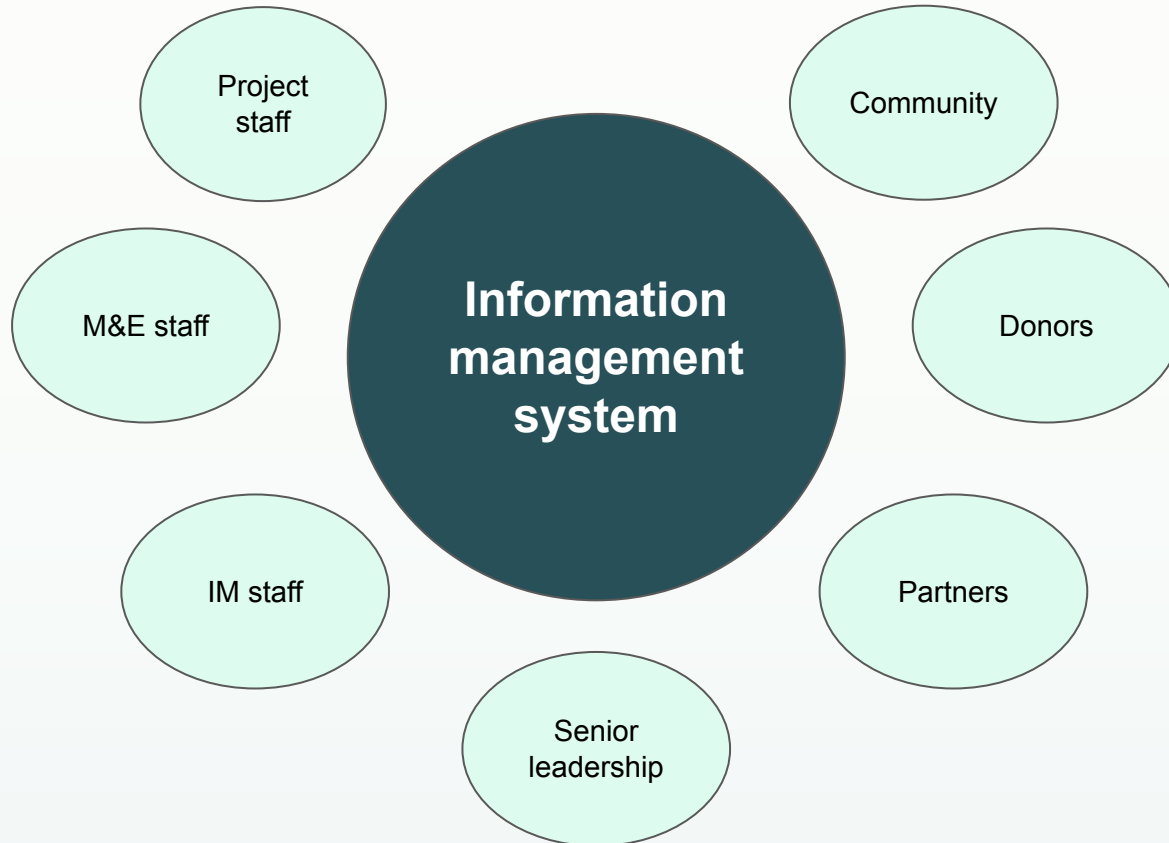 Project
staff
Community
Information
management
system
M&E staff
Donors
IM staff
Partners
Senior
leadership